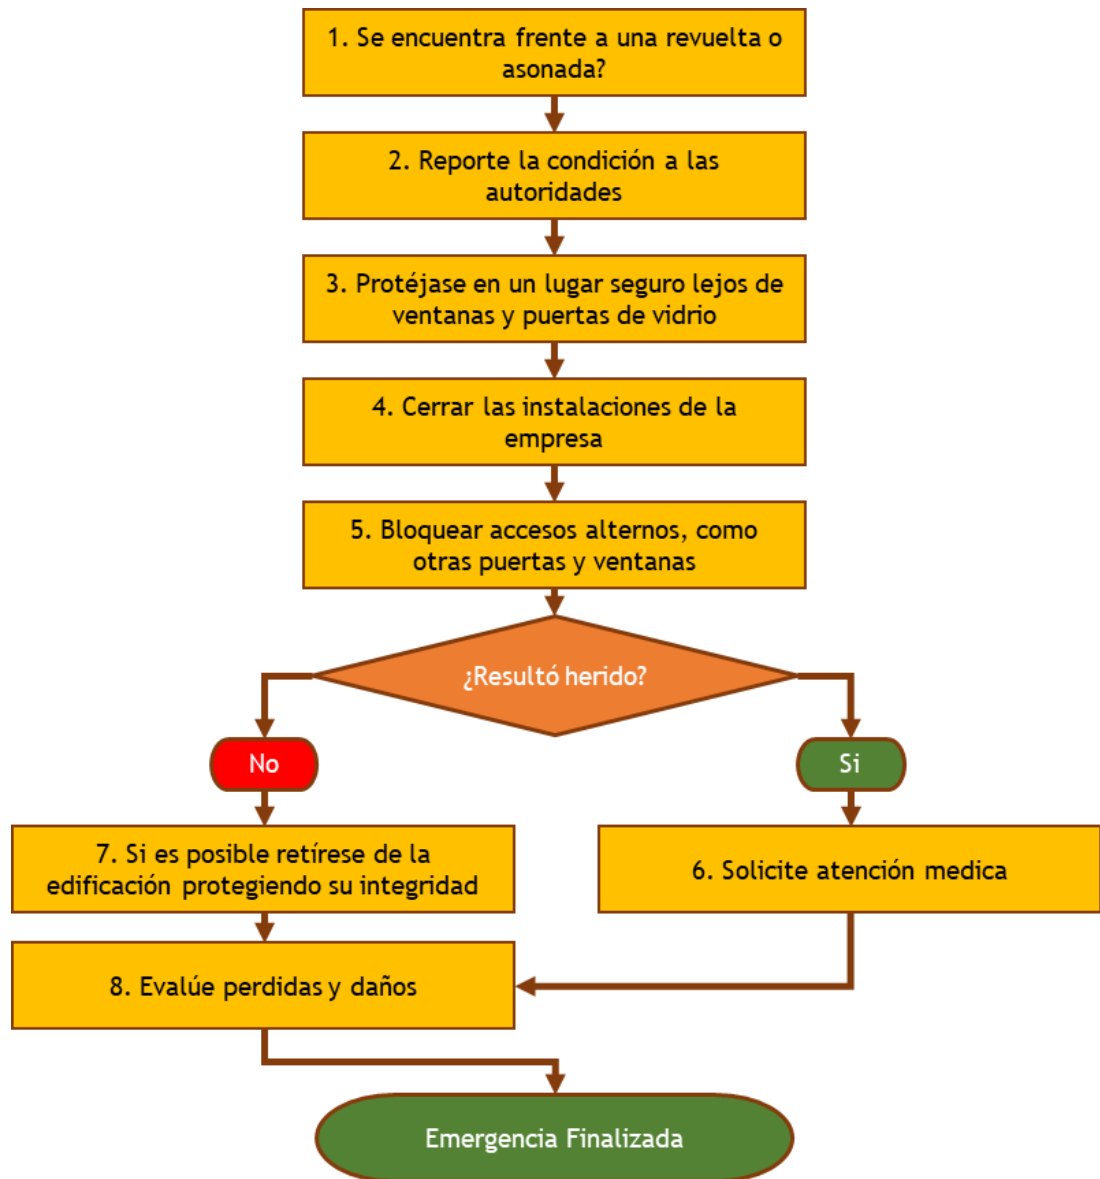 1. Se encuentra frente a una revuelta o
asonada?
2. Reporte la condición a las
autoridades
3. Protéjase en un lugar seguro lejos de
ventanas y puertas de vidrio
4. Cerrar las instalaciones de la
empresa
5. Bloquear accesos alternos, como
otras puertas y ventanas
¿Resultó herido?
No
Si
7. Si es posible retírese de la
edificación protegiendo su integridad
6. Solicite atención medica
8. Evalúe perdidas y daños
Emergencia Finalizada